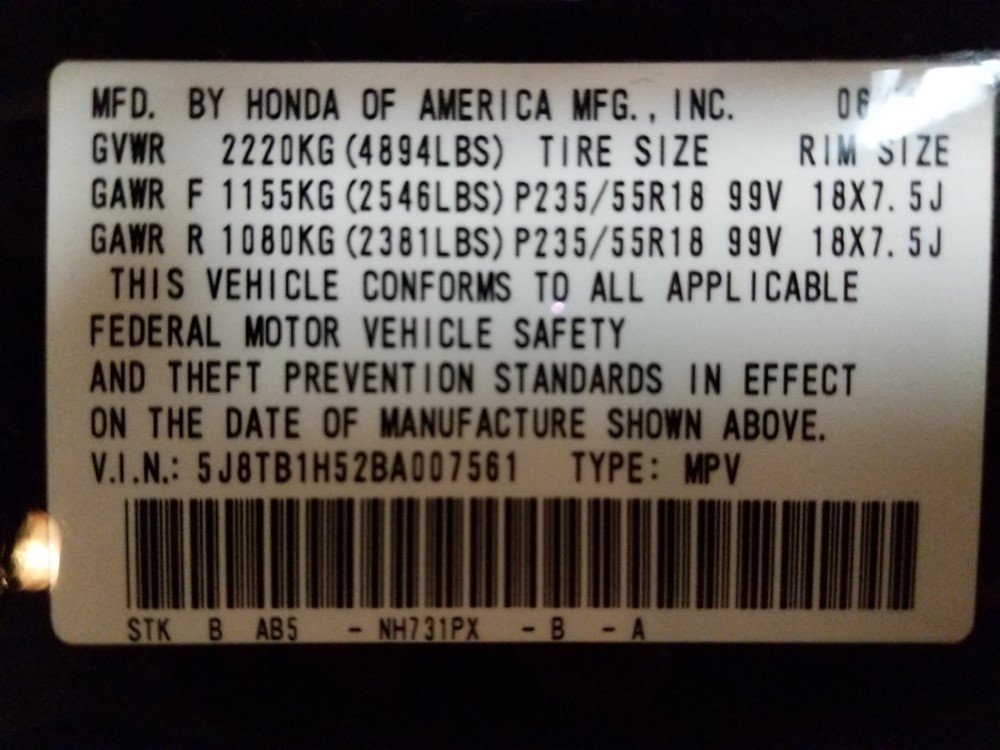 MFD. BY HONDA OF AMERICA MFG., INC. 06
GVWR 2220KG (4894LBS) TIRE SIZE RIM SIZE
GAWR F 1155KG (2546LBS) P235/55R18 99V 18X7.5J
GAWR R 1080KG (2381LBS) P235/55R18 99V 18X7.5J
THIS VEHICLE CONFORMS TO ALL APPLICABLE
FEDERAL MOTOR VEHICLE SAFETY
AND THEFT PREVENTION STANDARDS IN EFFECT
ON THE DATE OF MANUFACTURE SHOWN ABOVE.
V.I.N.: 5J8TB1H52BA007561 TYPE: MPV
STK B AB5 - NH731PX - B - A